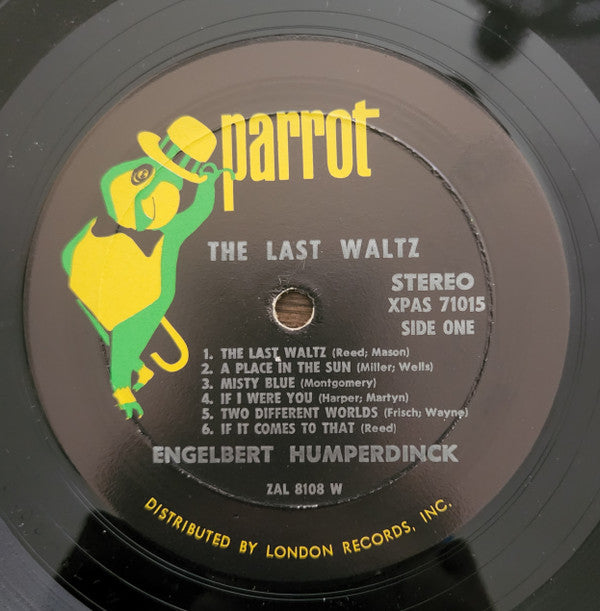 parrot
THE LAST WALTZ
STEREO
XPAS 71015
SIDE ONE
1. THE LAST WALTZ (Reed; Mason)
2. A PLACE IN THE SUN (Miller; Wells)
3. MISTY BLUE (Montgomery)
4. IF I WERE YOU (Harper; Martyn)
5. TWO DIFFERENT WORLDS (Frisch; Wayne)
6. IF IT COMES TO THAT (Reed)
ENGELBERT HUMPERDINCK
ZAL 8108 W
DISTRIBUTED BY LONDON RECORDS, INC.